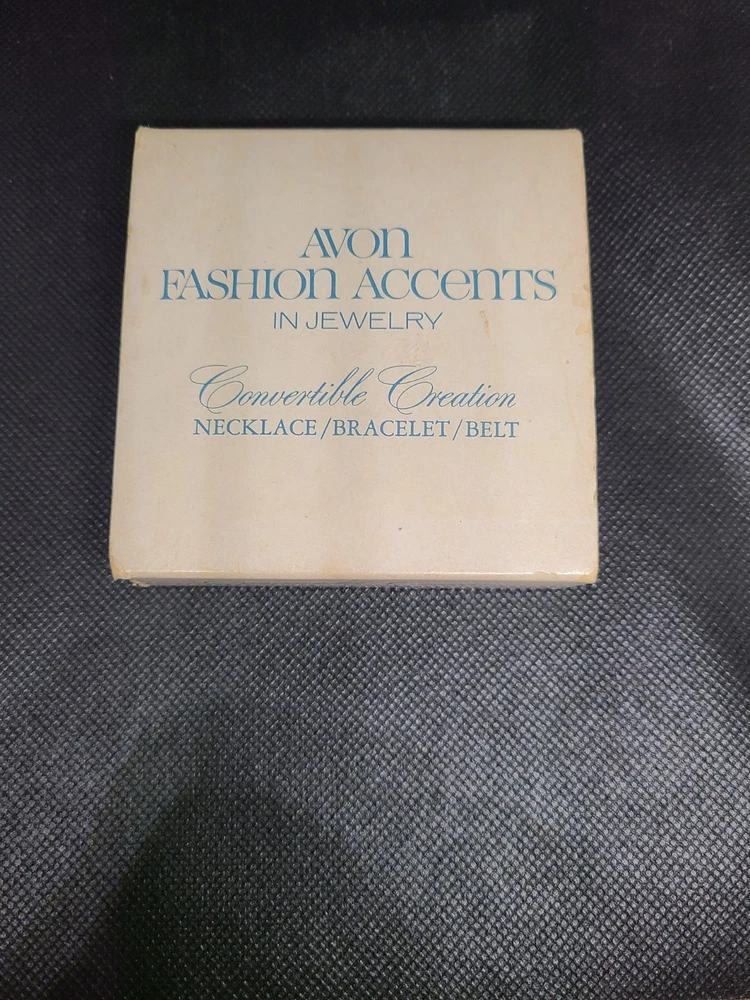 AVON
FASHION ACCENTS
IN JEWELRY
Convertible Creation
NECKLACE/BRACELET/BELT